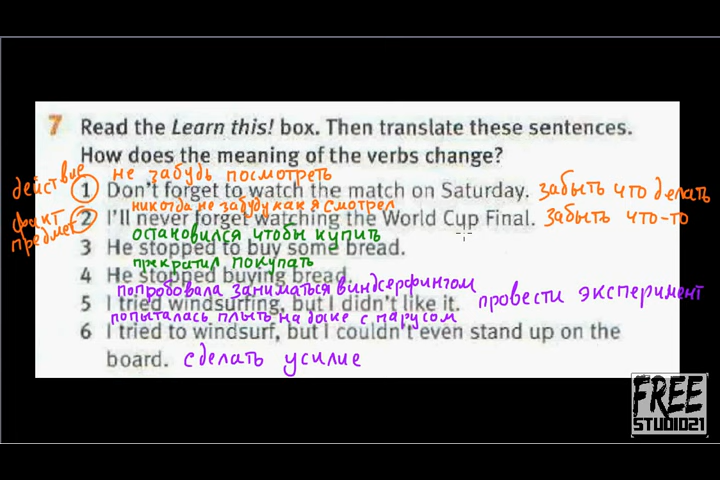 7 Read the Learn this! box. Then translate these sentences.
How does the meaning of the verbs change?
действие не забудь посмотреть
1 Don't forget to watch the match on Saturday. забыть что делать
факт никогда не забуду как я смотрел
предмет 2 I'll never forget watching the World Cup Final. забыть что-то
остановился чтобы купить
3 He stopped to buy some bread.
прекратил покупать
4 He stopped buying bread.
попробовала заниматься виндсерфингом
5 I tried windsurfing, but I didn't like it. провести эксперимент
попыталась плыть на доске с парусом
6 I tried to windsurf, but I couldn't even stand up on the
board. сделать усилие
FREE
STUDIO21